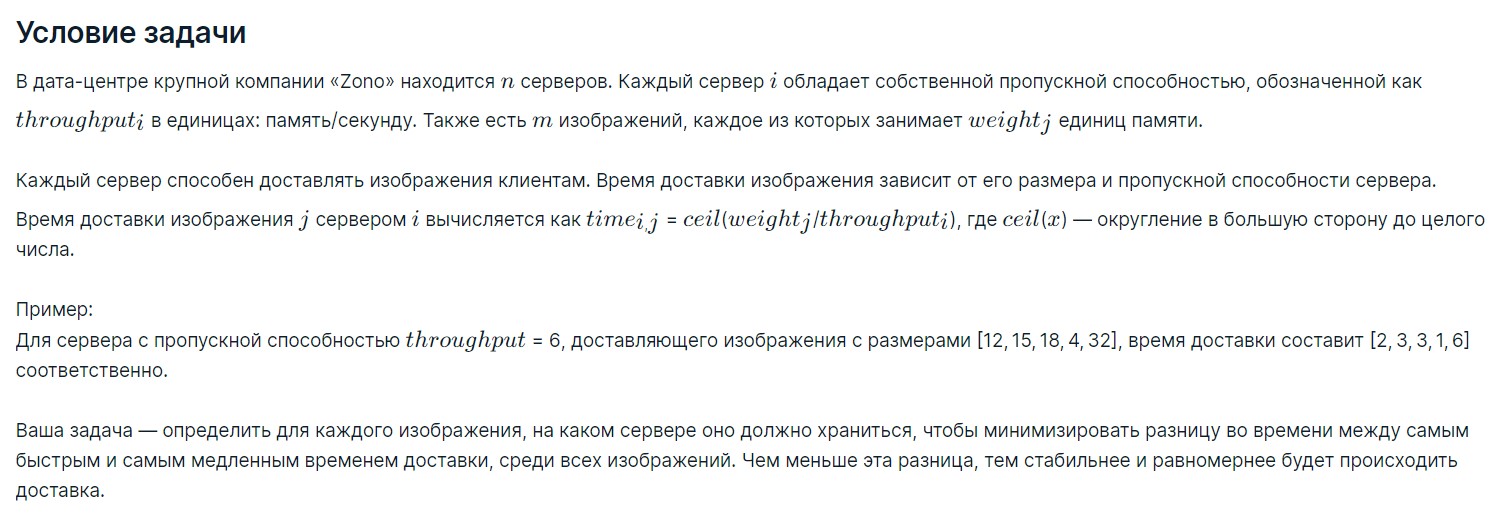 Условие задачи
В дата-центре крупной компании «Zono» находится n серверов. Каждый сервер i обладает собственной пропускной способностью, обозначенной как
throughput_i в единицах: память/секунду. Также есть m изображений, каждое из которых занимает weight_j единиц памяти.
Каждый сервер способен доставлять изображения клиентам. Время доставки изображения зависит от его размера и пропускной способности сервера.
Время доставки изображения j сервером i вычисляется как time_{i,j} = ceil(weight_j/throughput_i), где ceil(x) — округление в большую сторону до целого
числа.
Пример:
Для сервера с пропускной способностью throughput = 6, доставляющего изображения с размерами [12, 15, 18, 4, 32], время доставки составит [2, 3, 3, 1, 6]
соответственно.
Ваша задача — определить для каждого изображения, на каком сервере оно должно храниться, чтобы минимизировать разницу во времени между самым
быстрым и самым медленным временем доставки, среди всех изображений. Чем меньше эта разница, тем стабильнее и равномернее будет происходить
доставка.